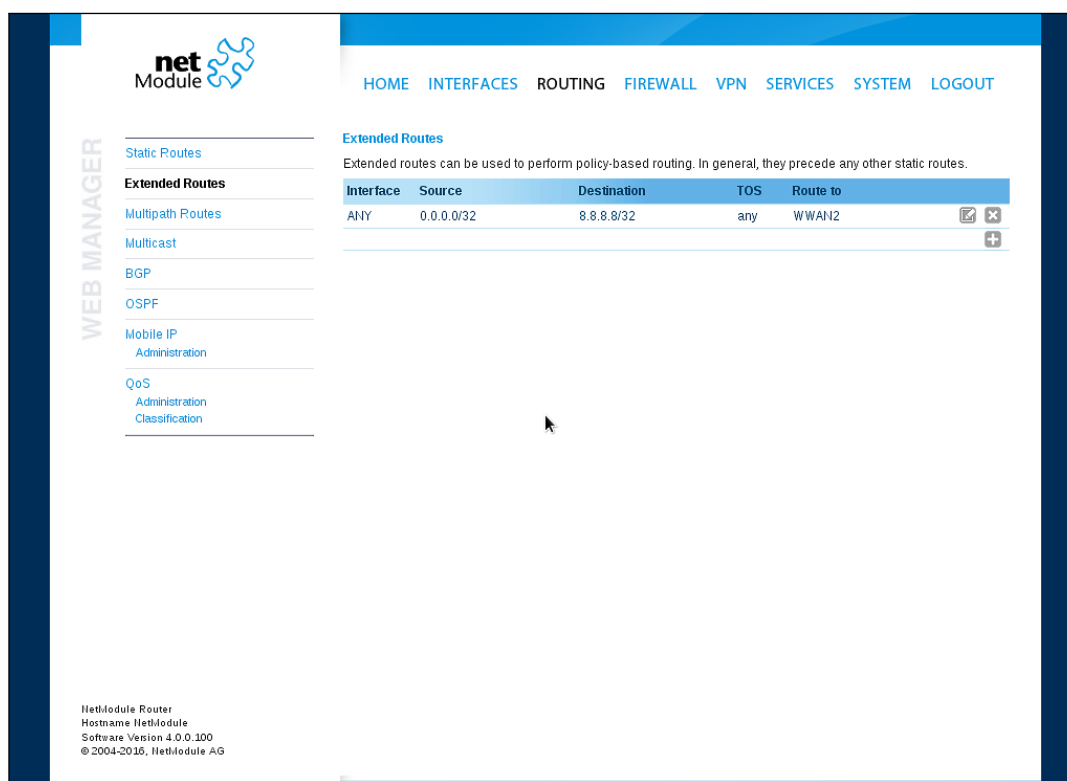 net
Module
HOME INTERFACES ROUTING FIREWALL VPN SERVICES SYSTEM LOGOUT
WEB MANAGER
Static Routes
Extended Routes
Multipath Routes
Multicast
BGP
OSPF
Mobile IP
Administration
QoS
Administration
Classification
Extended Routes
Extended routes can be used to perform policy-based routing. In general, they precede any other static routes.
Interface Source Destination TOS Route to
ANY 0.0.0.0/32 8.8.8.8/32 any WWAN2
NetModule Router
Hostname NetModule
Software Version 4.0.0.100
© 2004-2016, NetModule AG